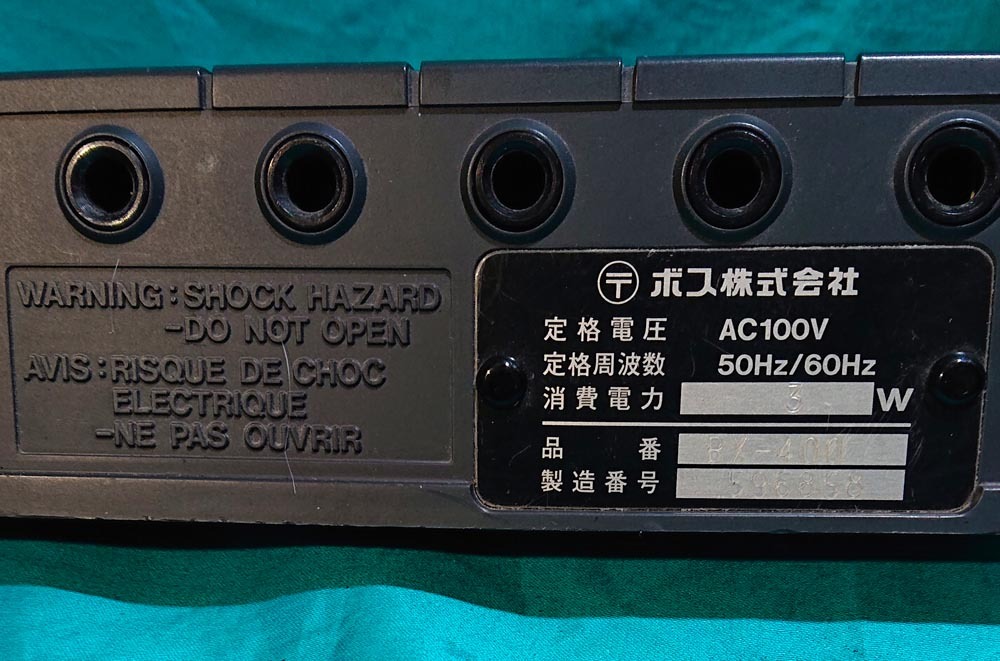 WARNING : SHOCK HAZARD
-DO NOT OPEN
AVIS : RISQUE DE CHOC
ELECTRIQUE
-NE PAS OUVRIR
〒 ボス株式会社
定格電圧 AC100V
定格周波数 50Hz/60Hz
消費電力 3 W
品番
製造番号